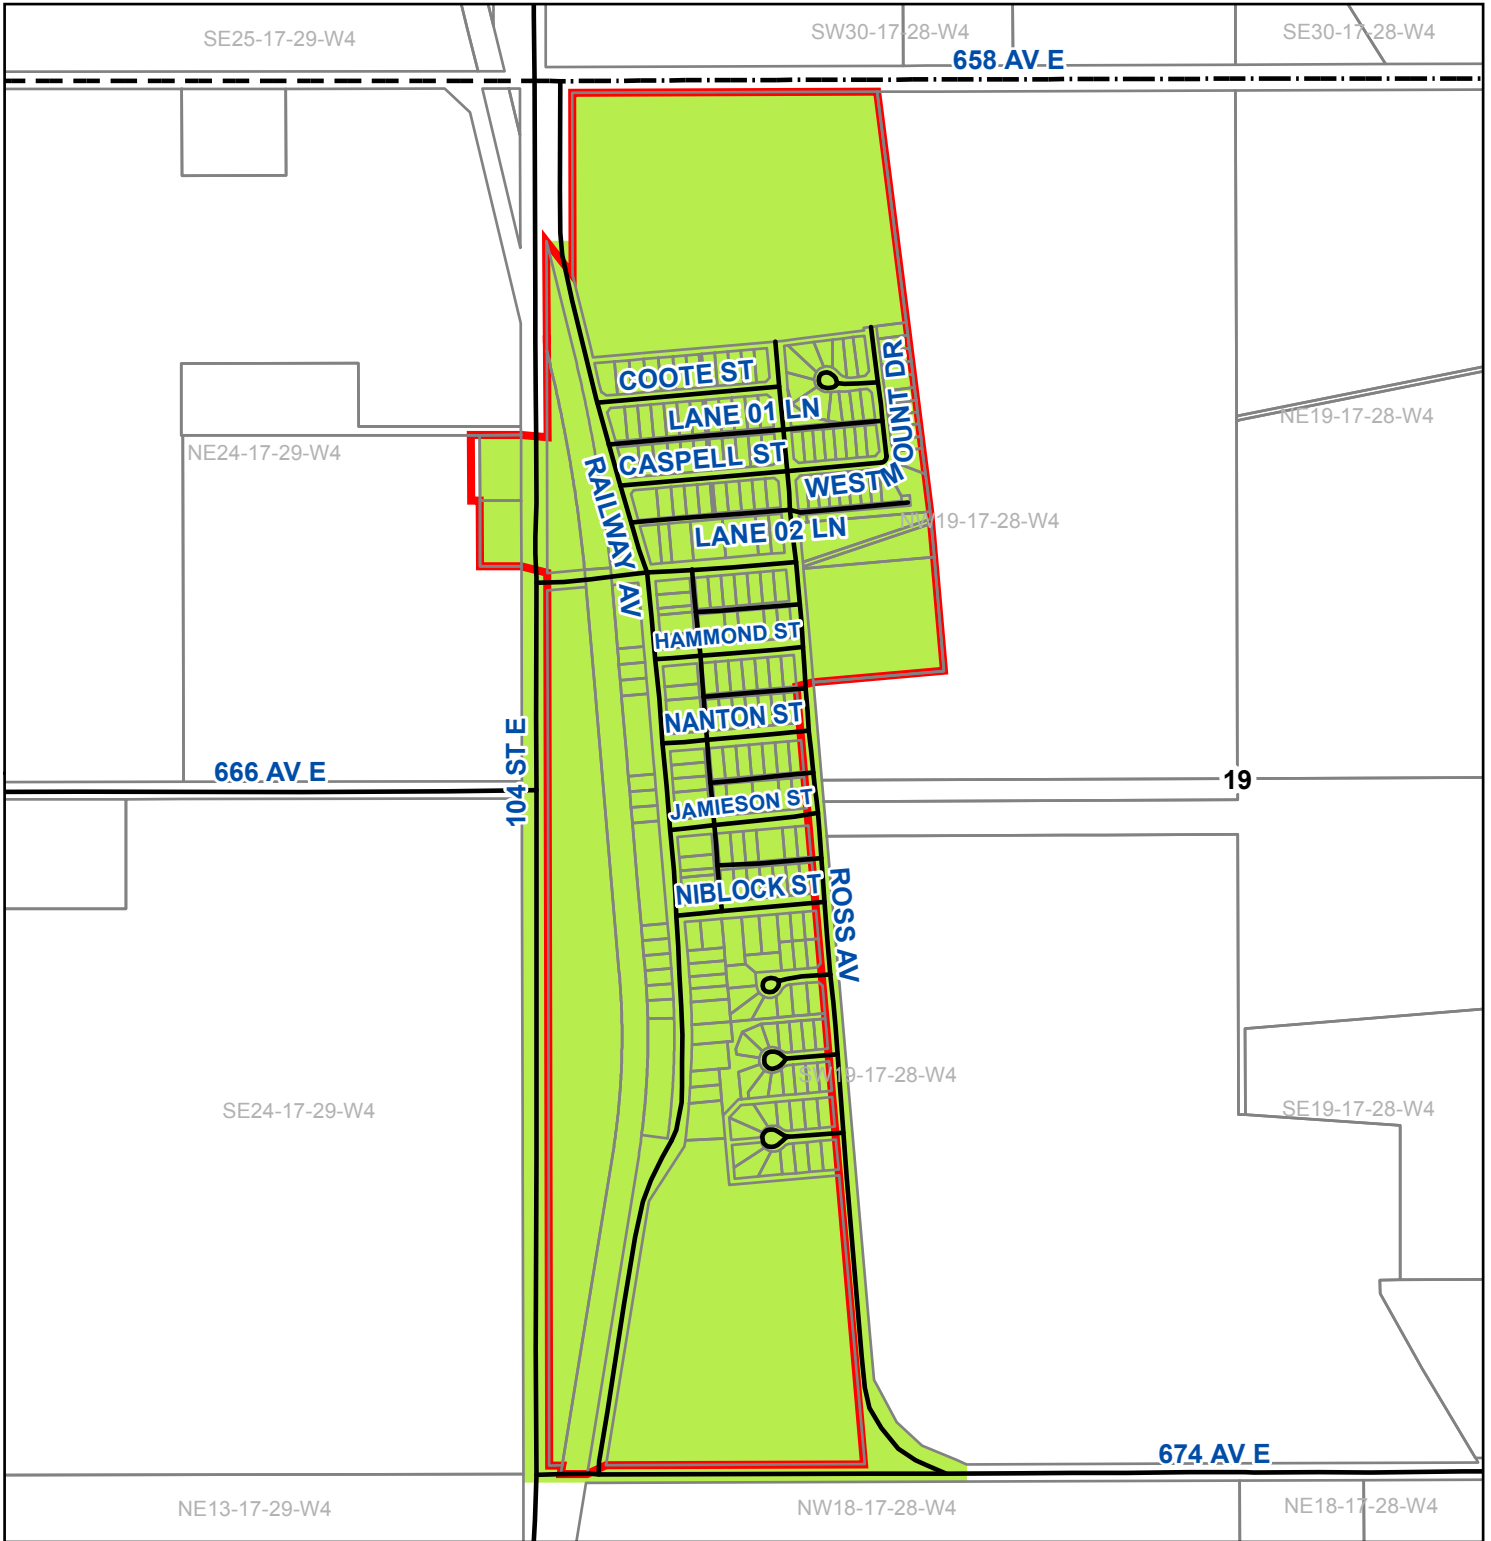 SE25-17-29-W4
SW30-17-28-W4
SE30-17-28-W4
658 AV E
COOTE ST
LANE 01 LN
CASPELL ST
WESTMOUNT DR
NE19-17-28-W4
NE24-17-29-W4
RAILWAY AV
LANE 02 LN
NW19-17-28-W4
HAMMOND ST
NANTON ST
104 ST E
666 AV E
19
JAMIESON ST
NIBLOCK ST
ROSS AV
SW19-17-28-W4
SE24-17-29-W4
SE19-17-28-W4
674 AV E
NE13-17-29-W4
NW18-17-28-W4
NE18-17-28-W4